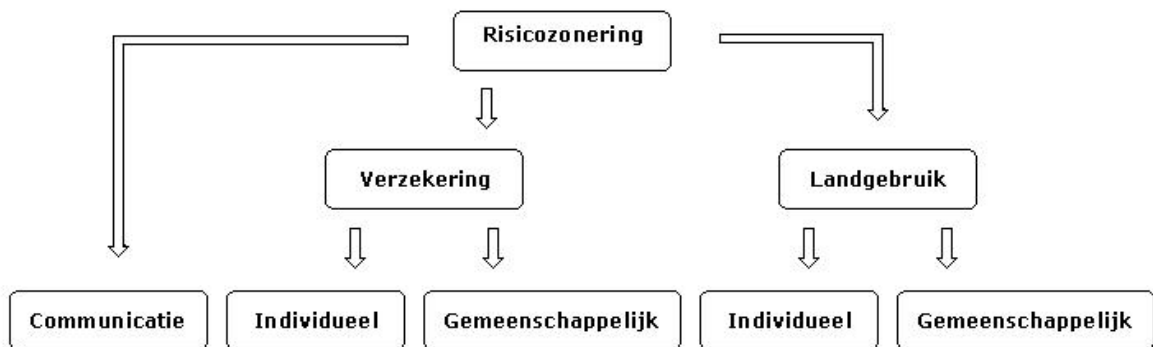 Risicozonering
Verzekering
Landgebruik
Communicatie
Individueel
Gemeenschappelijk
Individueel
Gemeenschappelijk